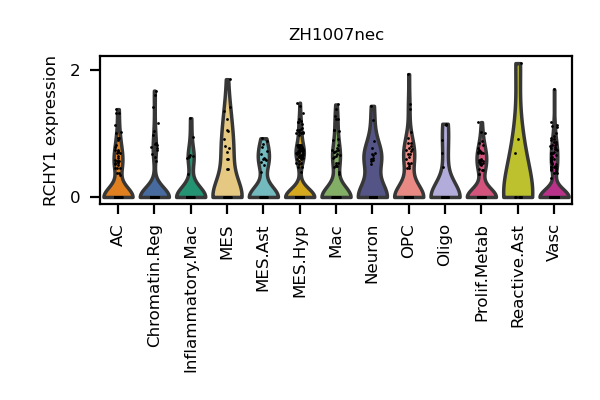 ZH1007nec
RCHY1 expression
2
0
AC
Chromatin.Reg
Inflammatory.Mac
MES
MES.Ast
MES.Hyp
Mac
Neuron
OPC
Oligo
Prolif.Metab
Reactive.Ast
Vasc